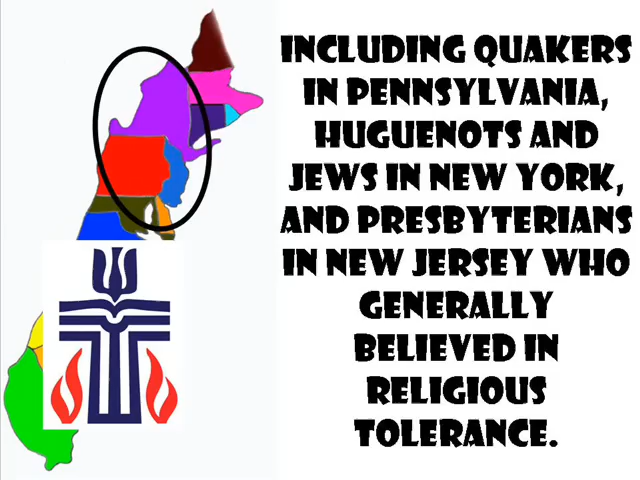 INCLUDING QUAKERS
IN PENNSYLVANIA,
HUGUENOTS AND
JEWS IN NEW YORK,
AND PRESBYTERIANS
IN NEW JERSEY WHO
GENERALLY
BELIEVED IN
RELIGIOUS
TOLERANCE.